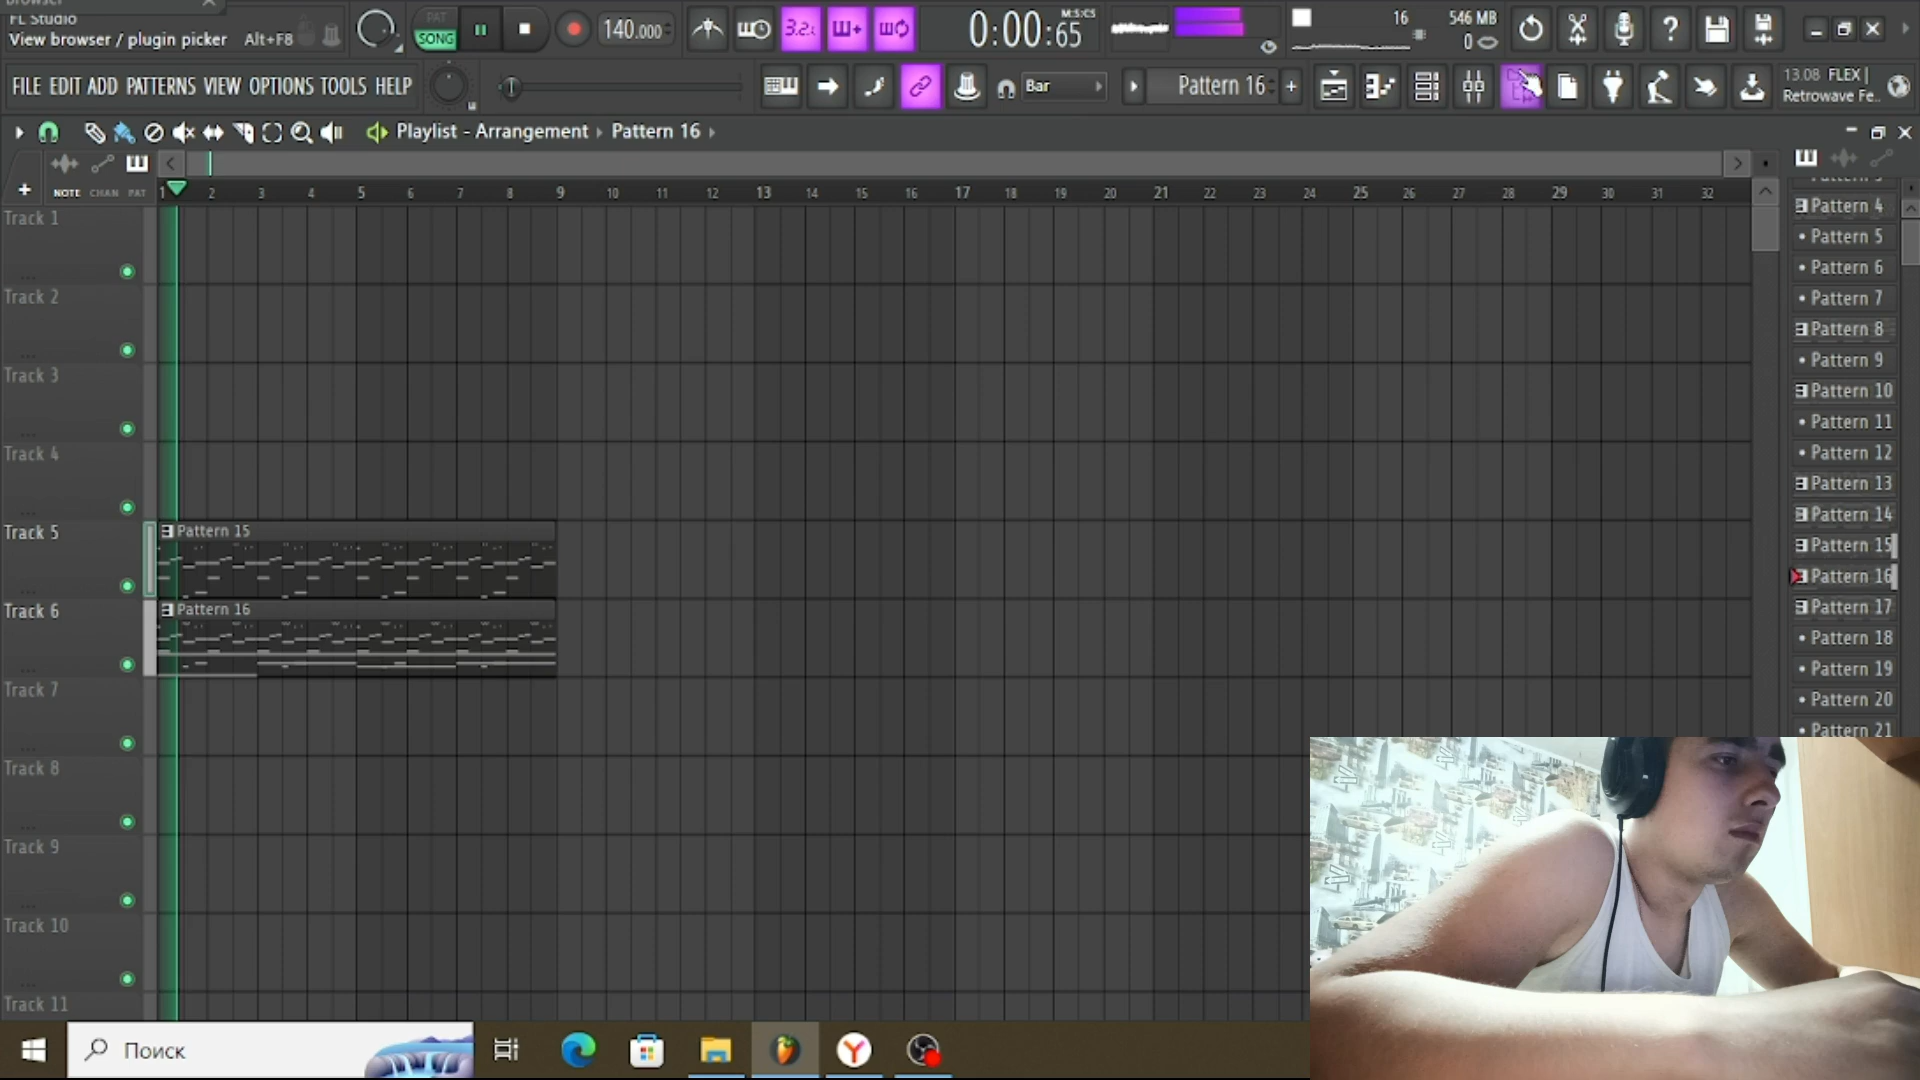 FL Studio
View browser / plugin picker Alt+F8
PAT
SONG
140.000
3.2:
0:00:65
M:S:CS
16
546 MB
0
FILE EDIT ADD PATTERNS VIEW OPTIONS TOOLS HELP
Bar
Pattern 16
13.08 FLEX |
Retrowave Fe..
Playlist - Arrangement Pattern 16
NOTE CHAN PAT
1 2 3 4 5 6 7 8 9 10 11 12 13 14 15 16 17 18 19 20 21 22 23 24 25 26 27 28 29 30 31 32
Track 1
Track 2
Track 3
Track 4
Track 5
Pattern 15
Track 6
Pattern 16
Track 7
Track 8
Track 9
Track 10
Track 11
Pattern 4
Pattern 5
Pattern 6
Pattern 7
Pattern 8
Pattern 9
Pattern 10
Pattern 11
Pattern 12
Pattern 13
Pattern 14
Pattern 15
Pattern 16
Pattern 17
Pattern 18
Pattern 19
Pattern 20
Pattern 21
Поиск